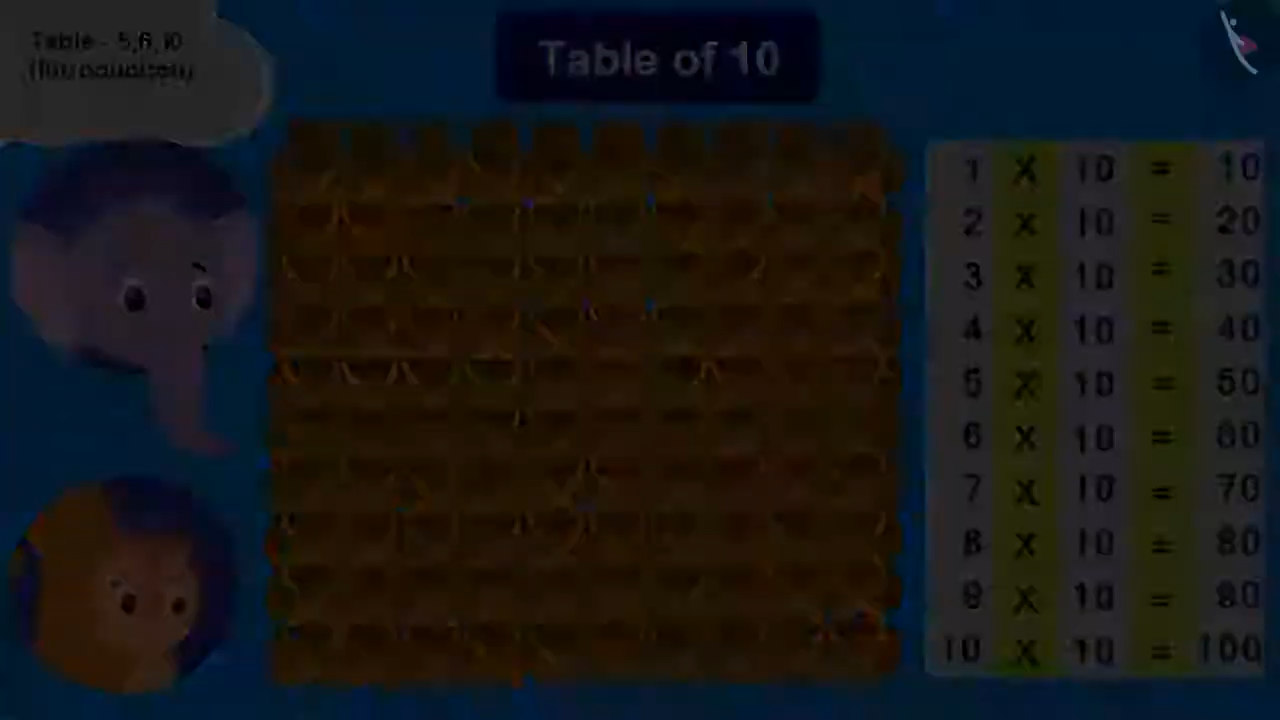 Table - 5,6,10
(Introduction)
Table of 10
1 X 10 = 10
2 X 10 = 20
3 X 10 = 30
4 X 10 = 40
5 X 10 = 50
6 X 10 = 60
7 X 10 = 70
8 X 10 = 80
9 X 10 = 90
10 X 10 = 100